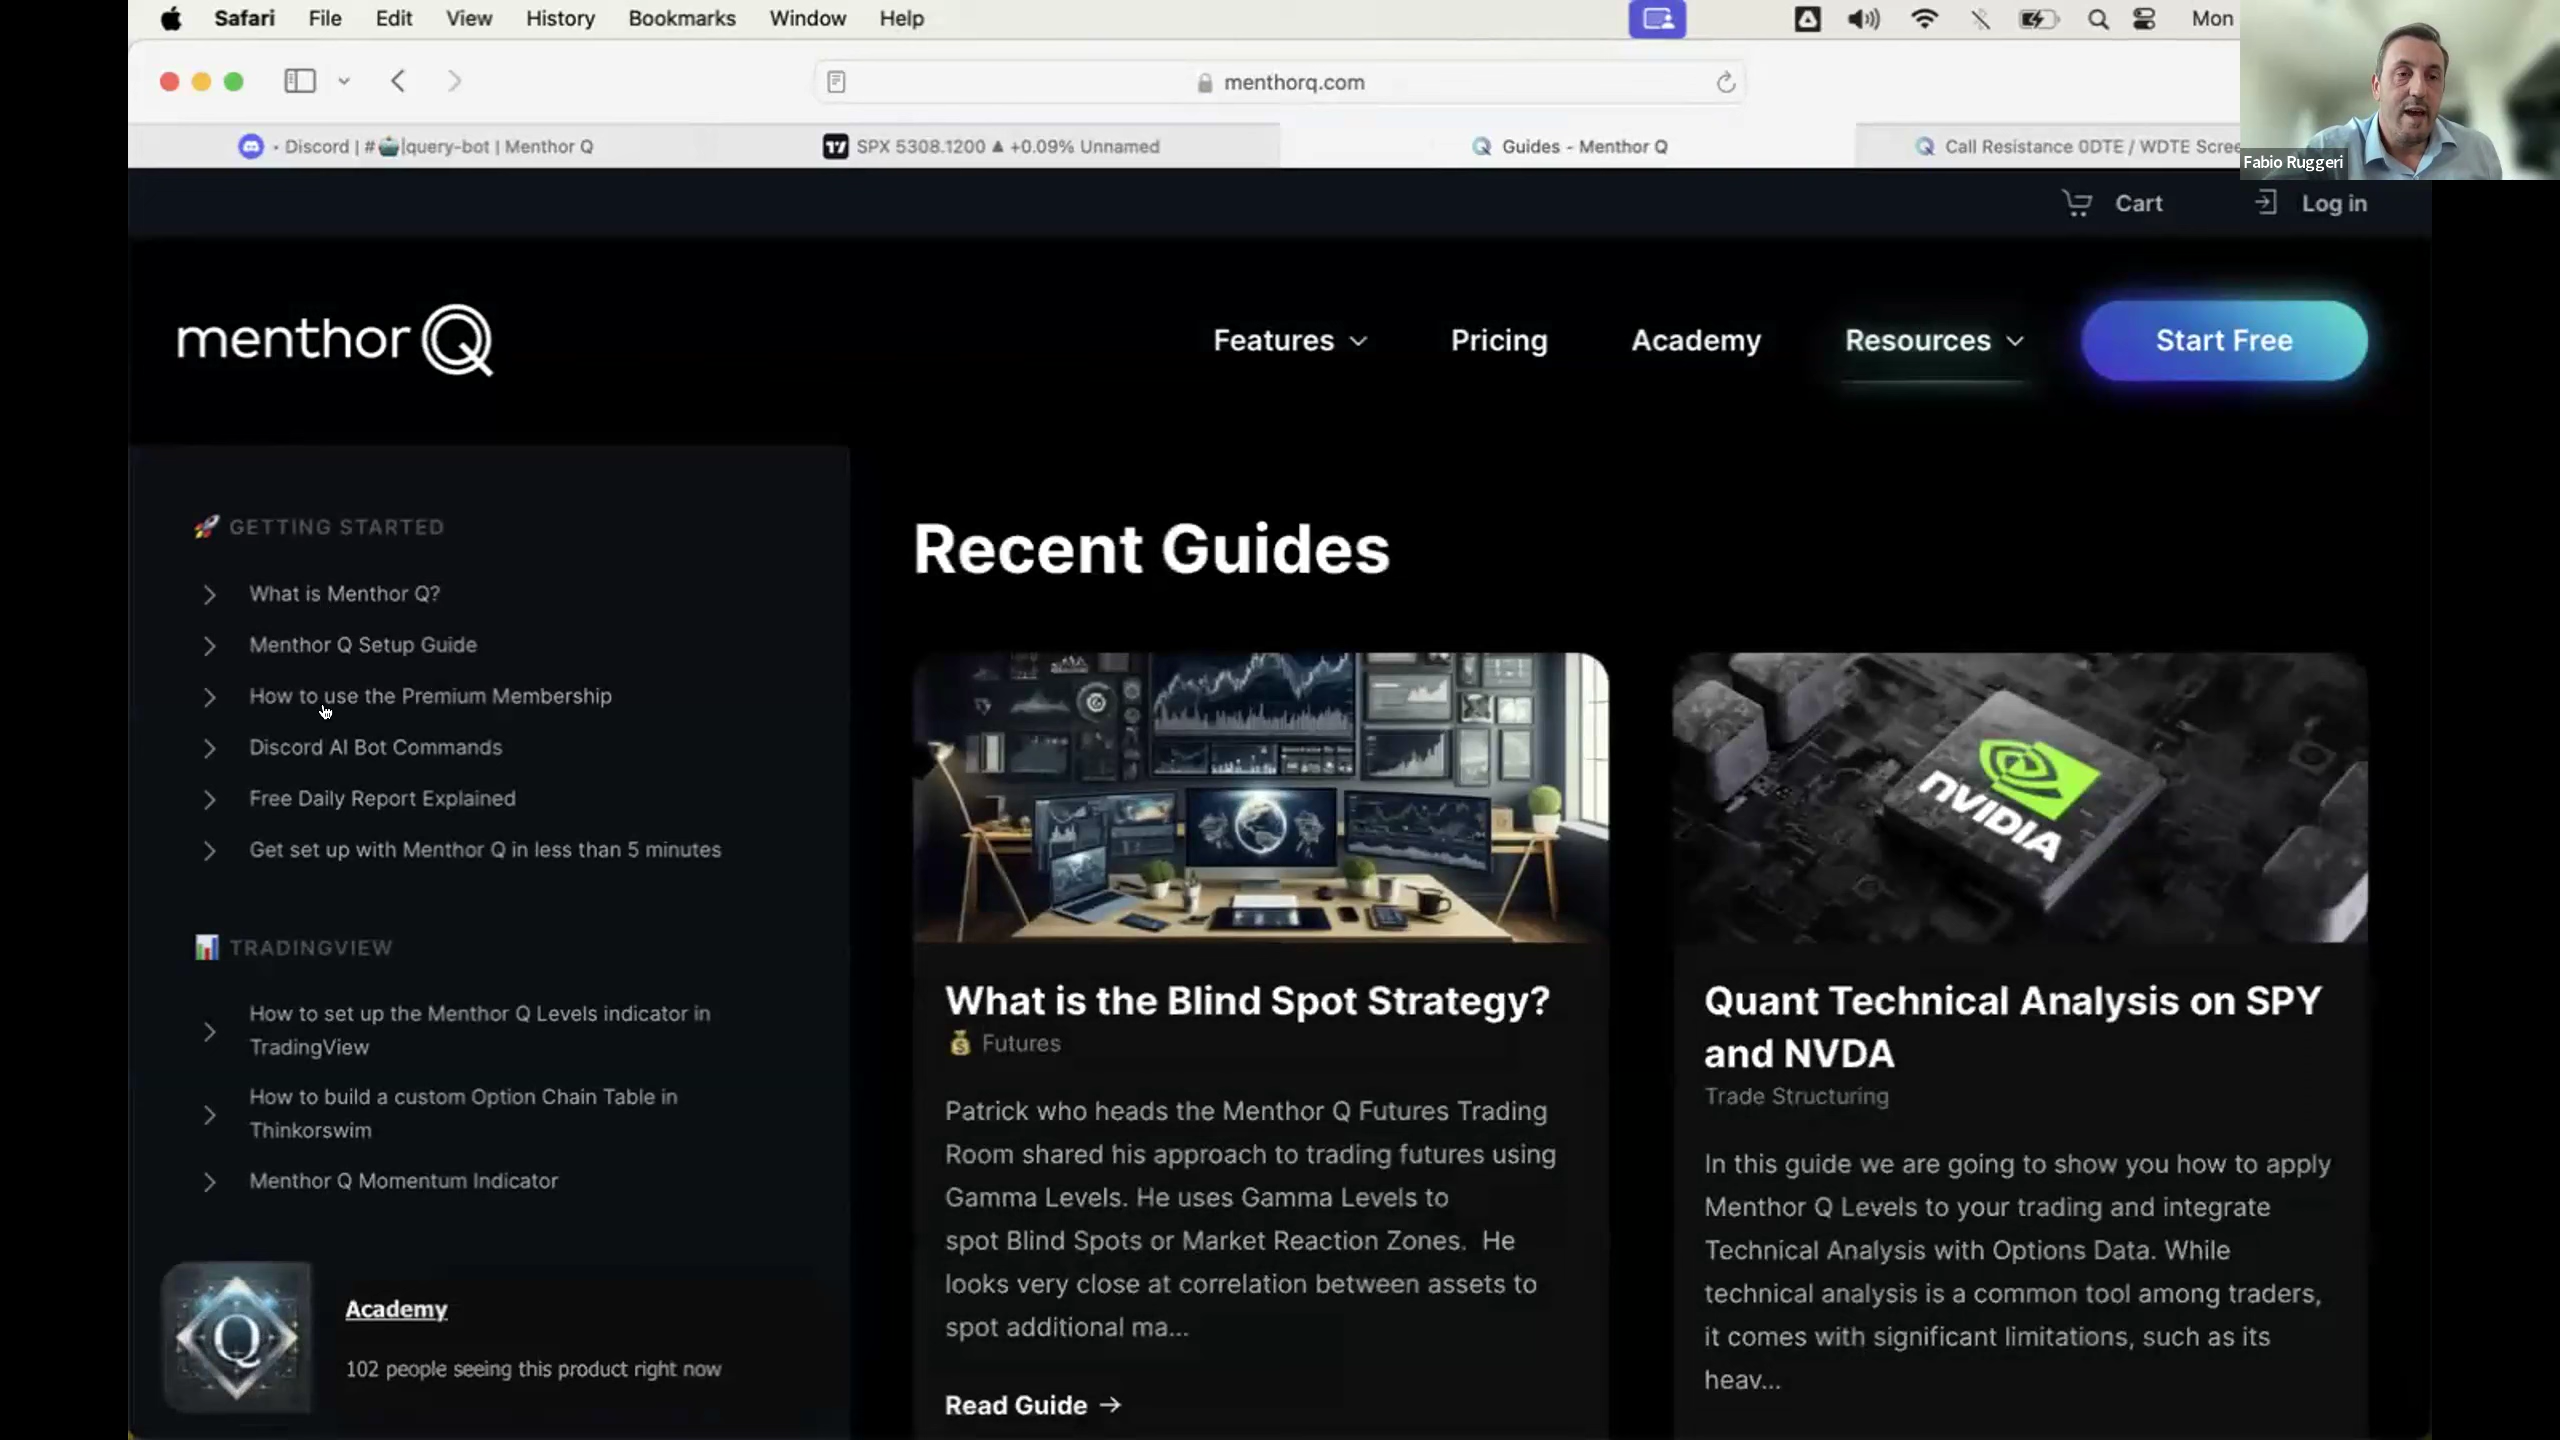 Safari File Edit View History Bookmarks Window Help Mon
menthorq.com
Discord | # |query-bot | Menthor Q
SPX 5308.1200 ▲ +0.09% Unnamed
Guides - Menthor Q
Call Resistance 0DTE / WDTE Scree
Fabio Ruggeri
Cart
Log in
menthor Q
Features
Pricing
Academy
Resources
Start Free
GETTING STARTED
What is Menthor Q?
Menthor Q Setup Guide
How to use the Premium Membership
Discord AI Bot Commands
Free Daily Report Explained
Get set up with Menthor Q in less than 5 minutes
TRADINGVIEW
How to set up the Menthor Q Levels indicator in
TradingView
How to build a custom Option Chain Table in
Thinkorswim
Menthor Q Momentum Indicator
Q
Academy
102 people seeing this product right now
Recent Guides
What is the Blind Spot Strategy?
Futures
Patrick who heads the Menthor Q Futures Trading
Room shared his approach to trading futures using
Gamma Levels. He uses Gamma Levels to
spot Blind Spots or Market Reaction Zones.  He
looks very close at correlation between assets to
spot additional ma...
Read Guide →
NVIDIA
Quant Technical Analysis on SPY
and NVDA
Trade Structuring
In this guide we are going to show you how to apply
Menthor Q Levels to your trading and integrate
Technical Analysis with Options Data. While
technical analysis is a common tool among traders,
it comes with significant limitations, such as its
heav...